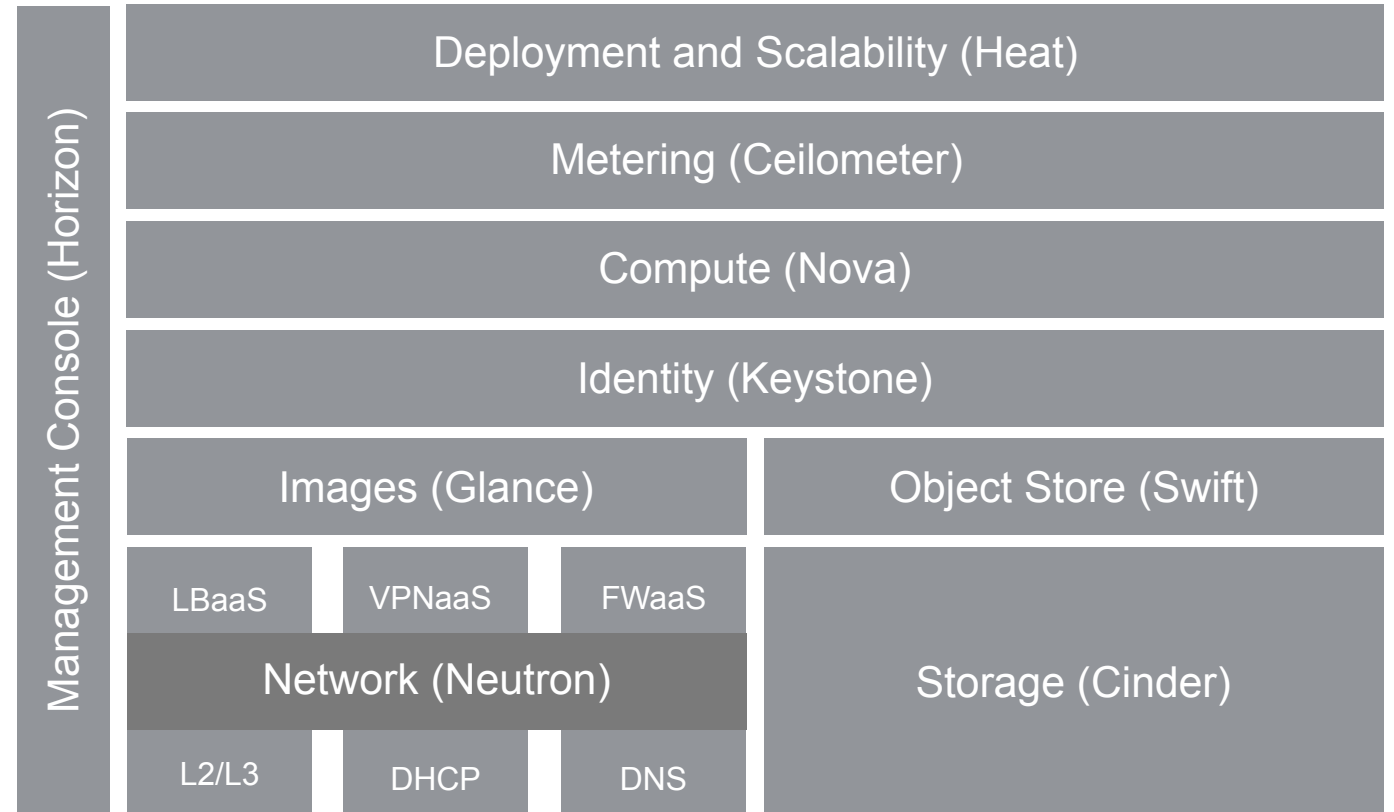 Management Console (Horizon)
Deployment and Scalability (Heat)
Metering (Ceilometer)
Compute (Nova)
Identity (Keystone)
Images (Glance)
Object Store (Swift)
LBaaS
VPNaaS
FWaaS
Network (Neutron)
Storage (Cinder)
L2/L3
DHCP
DNS